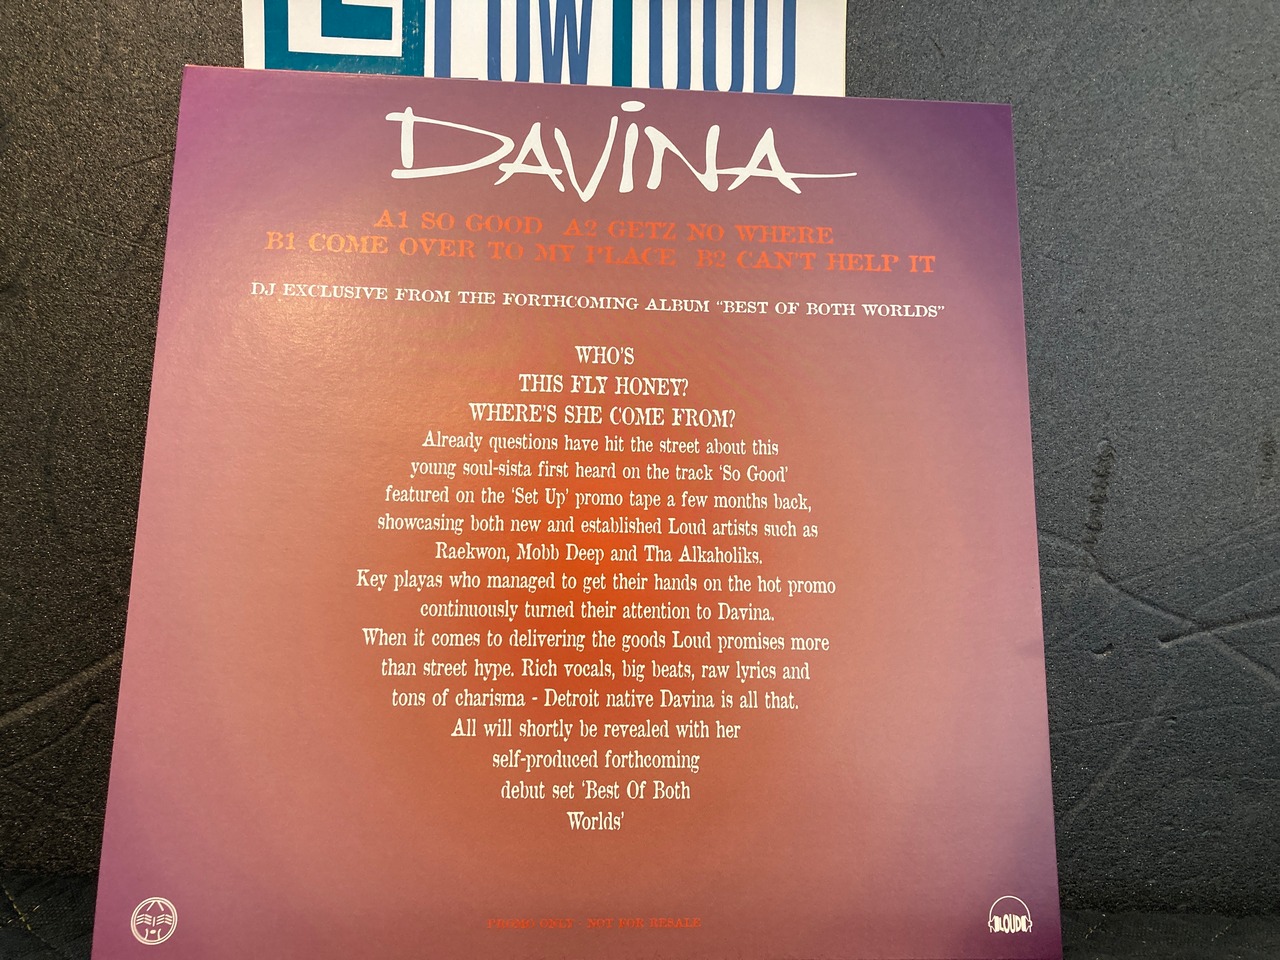 LOWLOUD
DAVINA
A1 SO GOOD A2 GETZ NO WHERE
B1 COME OVER TO MY PLACE B2 CAN'T HELP IT
DJ EXCLUSIVE FROM THE FORTHCOMING ALBUM "BEST OF BOTH WORLDS"
WHO'S
THIS FLY HONEY?
WHERE'S SHE COME FROM?
Already questions have hit the street about this
young soul-sista first heard on the track 'So Good'
featured on the 'Set Up' promo tape a few months back,
showcasing both new and established Loud artists such as
Raekwon, Mobb Deep and Tha Alkaholiks.
Key playas who managed to get their hands on the hot promo
continuously turned their attention to Davina.
When it comes to delivering the goods Loud promises more
than street hype. Rich vocals, big beats, raw lyrics and
tons of charisma - Detroit native Davina is all that.
All will shortly be revealed with her
self-produced forthcoming
debut set 'Best Of Both
Worlds'
PROMO ONLY NOT FOR RESALE
LOUD